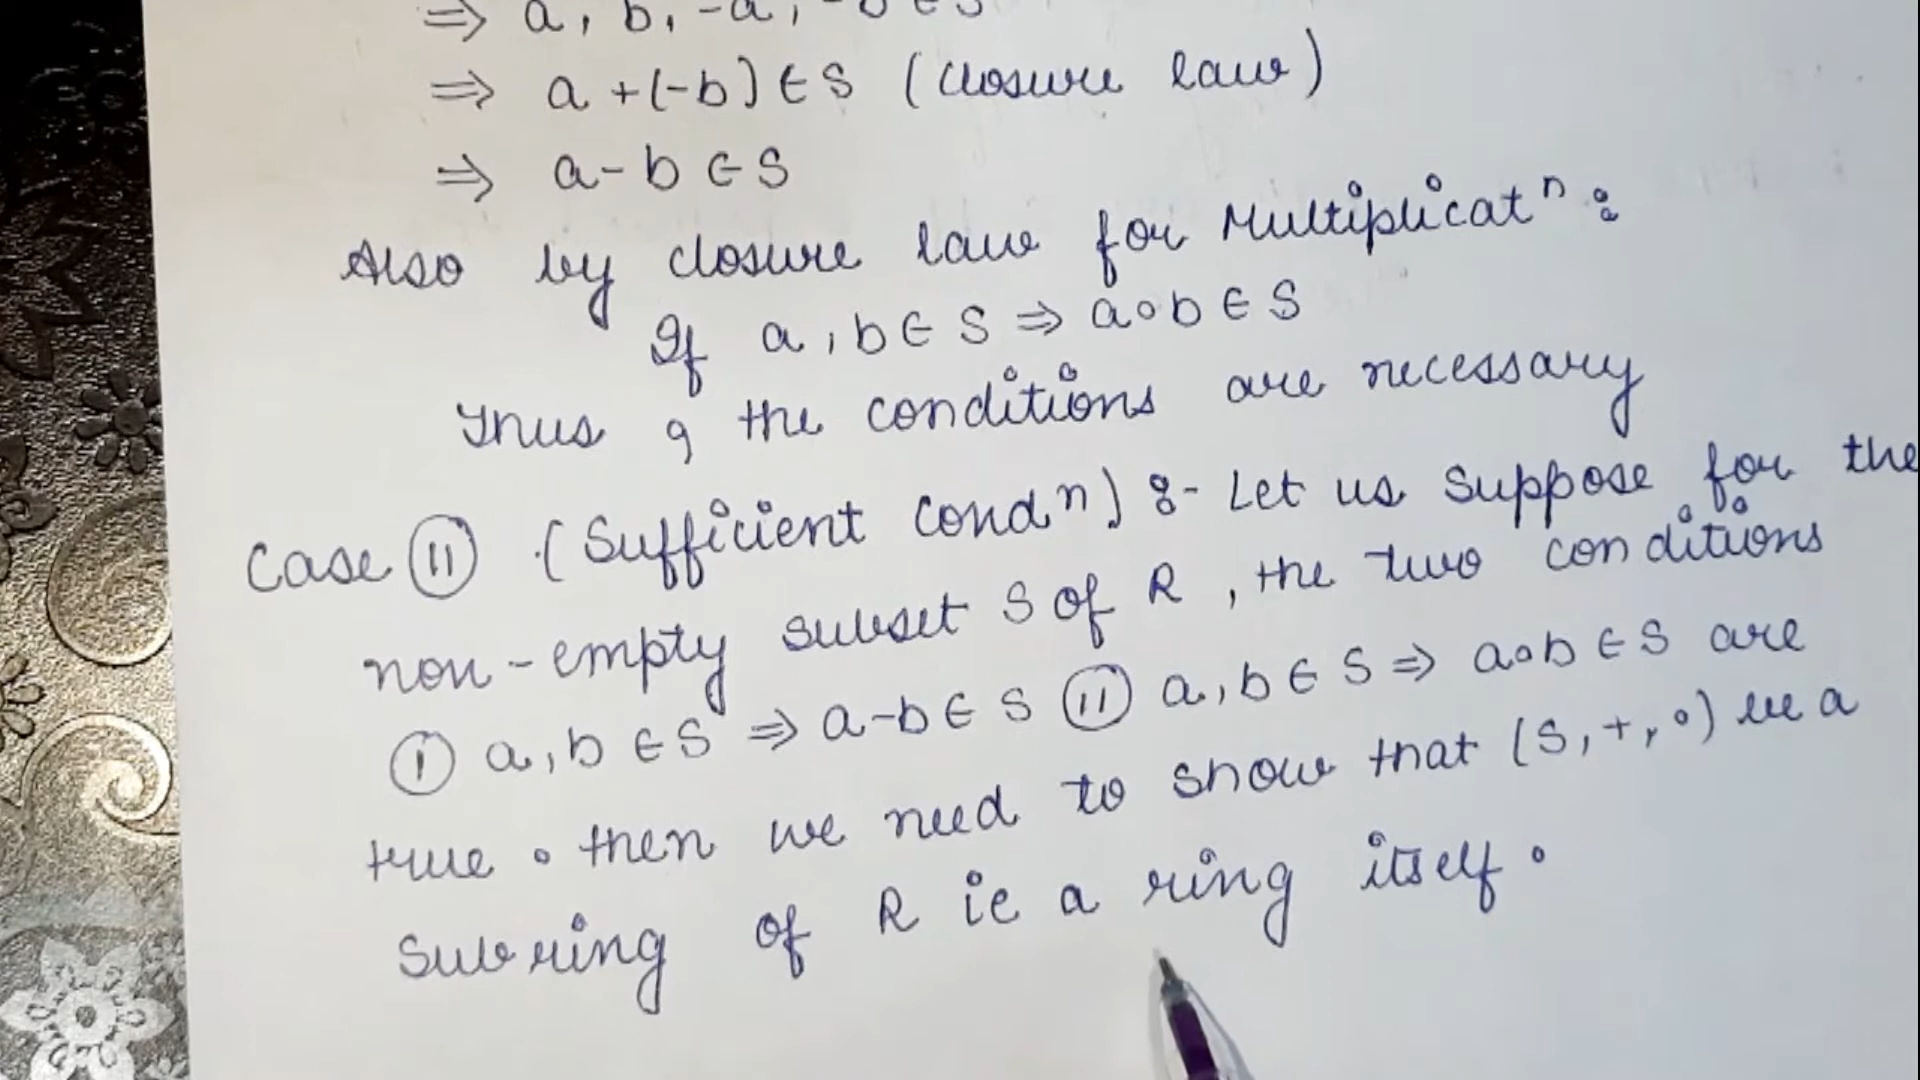 ⇒ a, b, -a, -b ∈ S
⇒ a +(-b) ∈ S (closure law)
⇒ a - b ∈ S
Also by closure law for Multiplicatⁿ :
If a, b ∈ S ⇒ a∘b ∈ S
Thus, the conditions are necessary
Case (II) (Sufficient Condⁿ) :- Let us suppose for the
non-empty subset S of R, the two conditions
(I) a, b ∈ S ⇒ a-b ∈ S (II) a, b ∈ S ⇒ a∘b ∈ S are
true. then we need to show that (S, +, ∘) be a
subring of R ie a ring itself.